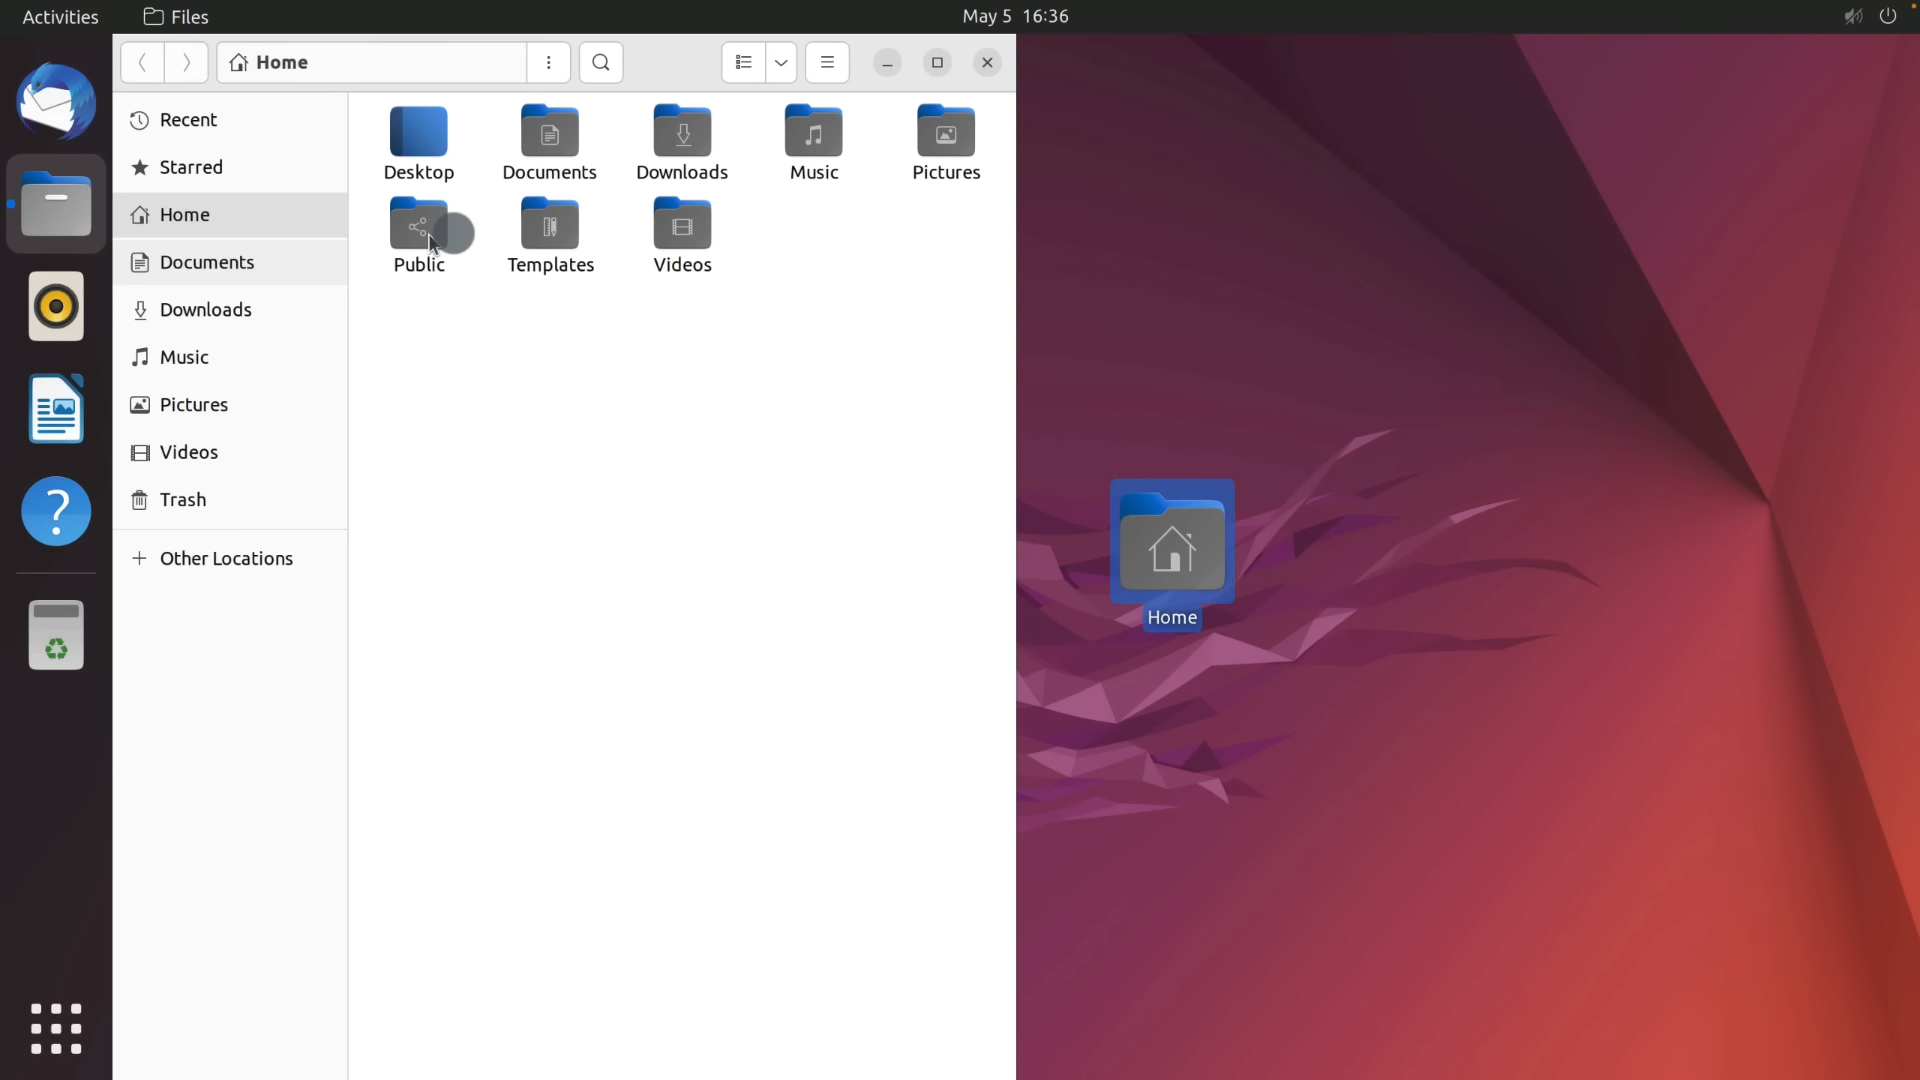 Activities
Files
May 5 16:36
Home
Recent
Starred
Home
Documents
Downloads
Music
Pictures
Videos
Trash
Other Locations
Desktop
Documents
Downloads
Music
Pictures
Public
Templates
Videos
Home